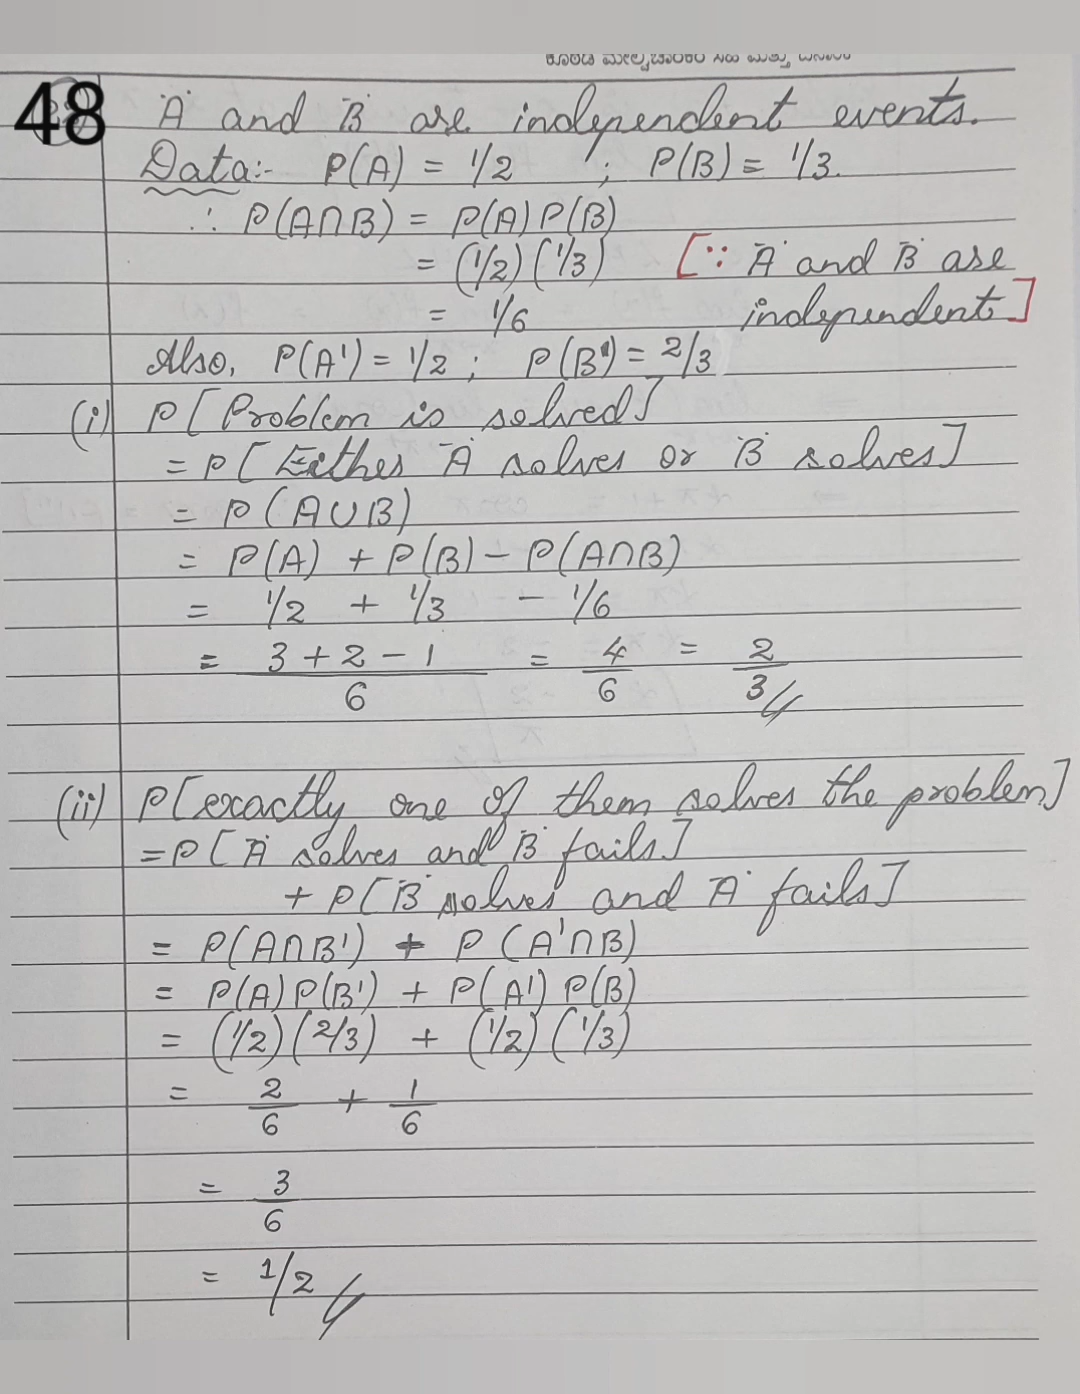 48 A and B are independent events.
Data:- P(A) = 1/2 ; P(B) = 1/3.
∴ P(A∩B) = P(A) P(B)
= (1/2) (1/3) [∵ A and B are
= 1/6 independent]
Also, P(A') = 1/2 ; P(B') = 2/3
(i) P[Problem is solved]
= P[Either A solves or B solves]
= P(A∪B)
= P(A) + P(B) - P(A∩B)
= 1/2 + 1/3 - 1/6
= (3 + 2 - 1)/6 = 4/6 = 2/3
(ii) P[exactly one of them solves the problem]
= P[A solves and B fails]
+ P[B solves and A fails]
= P(A∩B') + P(A'∩B)
= P(A) P(B') + P(A') P(B)
= (1/2) (2/3) + (1/2) (1/3)
= 2/6 + 1/6
= 3/6
= 1/2